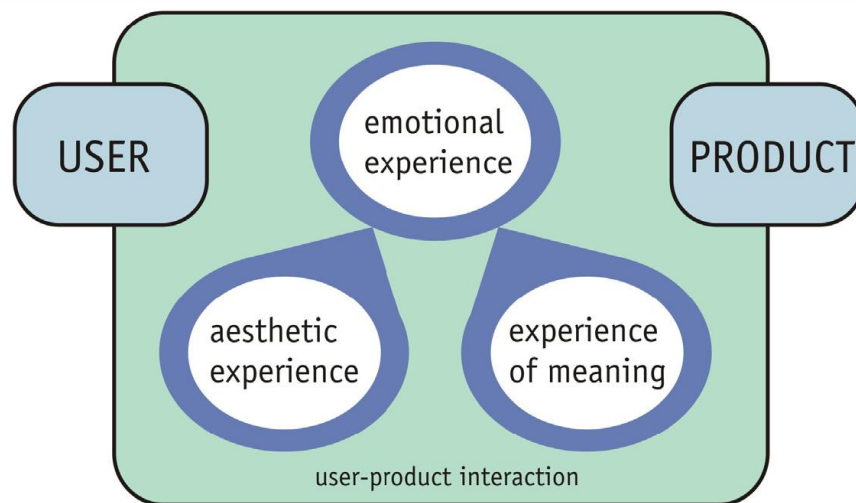 emotional
experience
USER
PRODUCT
aesthetic
experience
experience
of meaning
user-product interaction